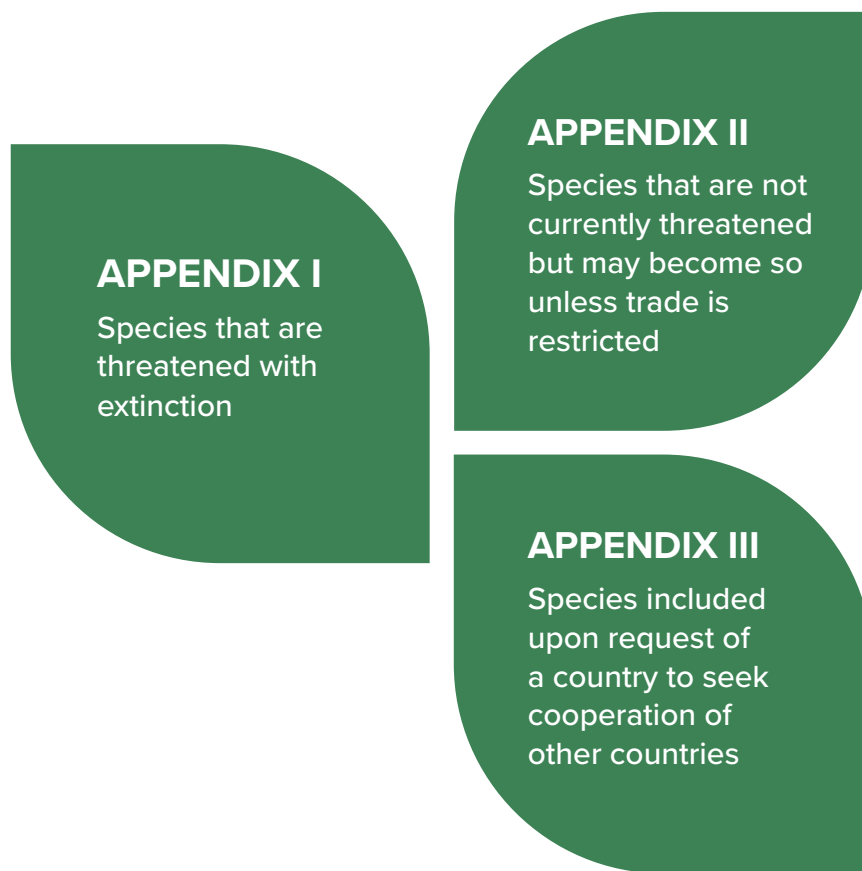 APPENDIX I
Species that are
threatened with
extinction
APPENDIX II
Species that are not
currently threatened
but may become so
unless trade is
restricted
APPENDIX III
Species included
upon request of
a country to seek
cooperation of
other countries